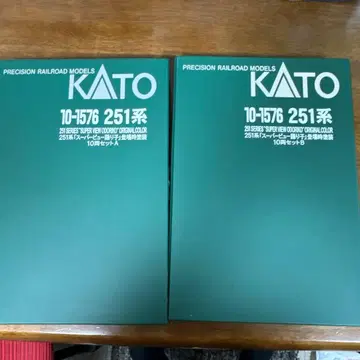 PRECISION RAILROAD MODELS
KATO
10-1576 251系
251 SERIES "SUPER VIEW ODORIKO" ORIGINAL COLOR
251系「スーパービュー踊り子」登場時塗装
10両セットA
PRECISION RAILROAD MODELS
KATO
10-1576 251系
251 SERIES "SUPER VIEW ODORIKO" ORIGINAL COLOR
251系「スーパービュー踊り子」登場時塗装
10両セットB